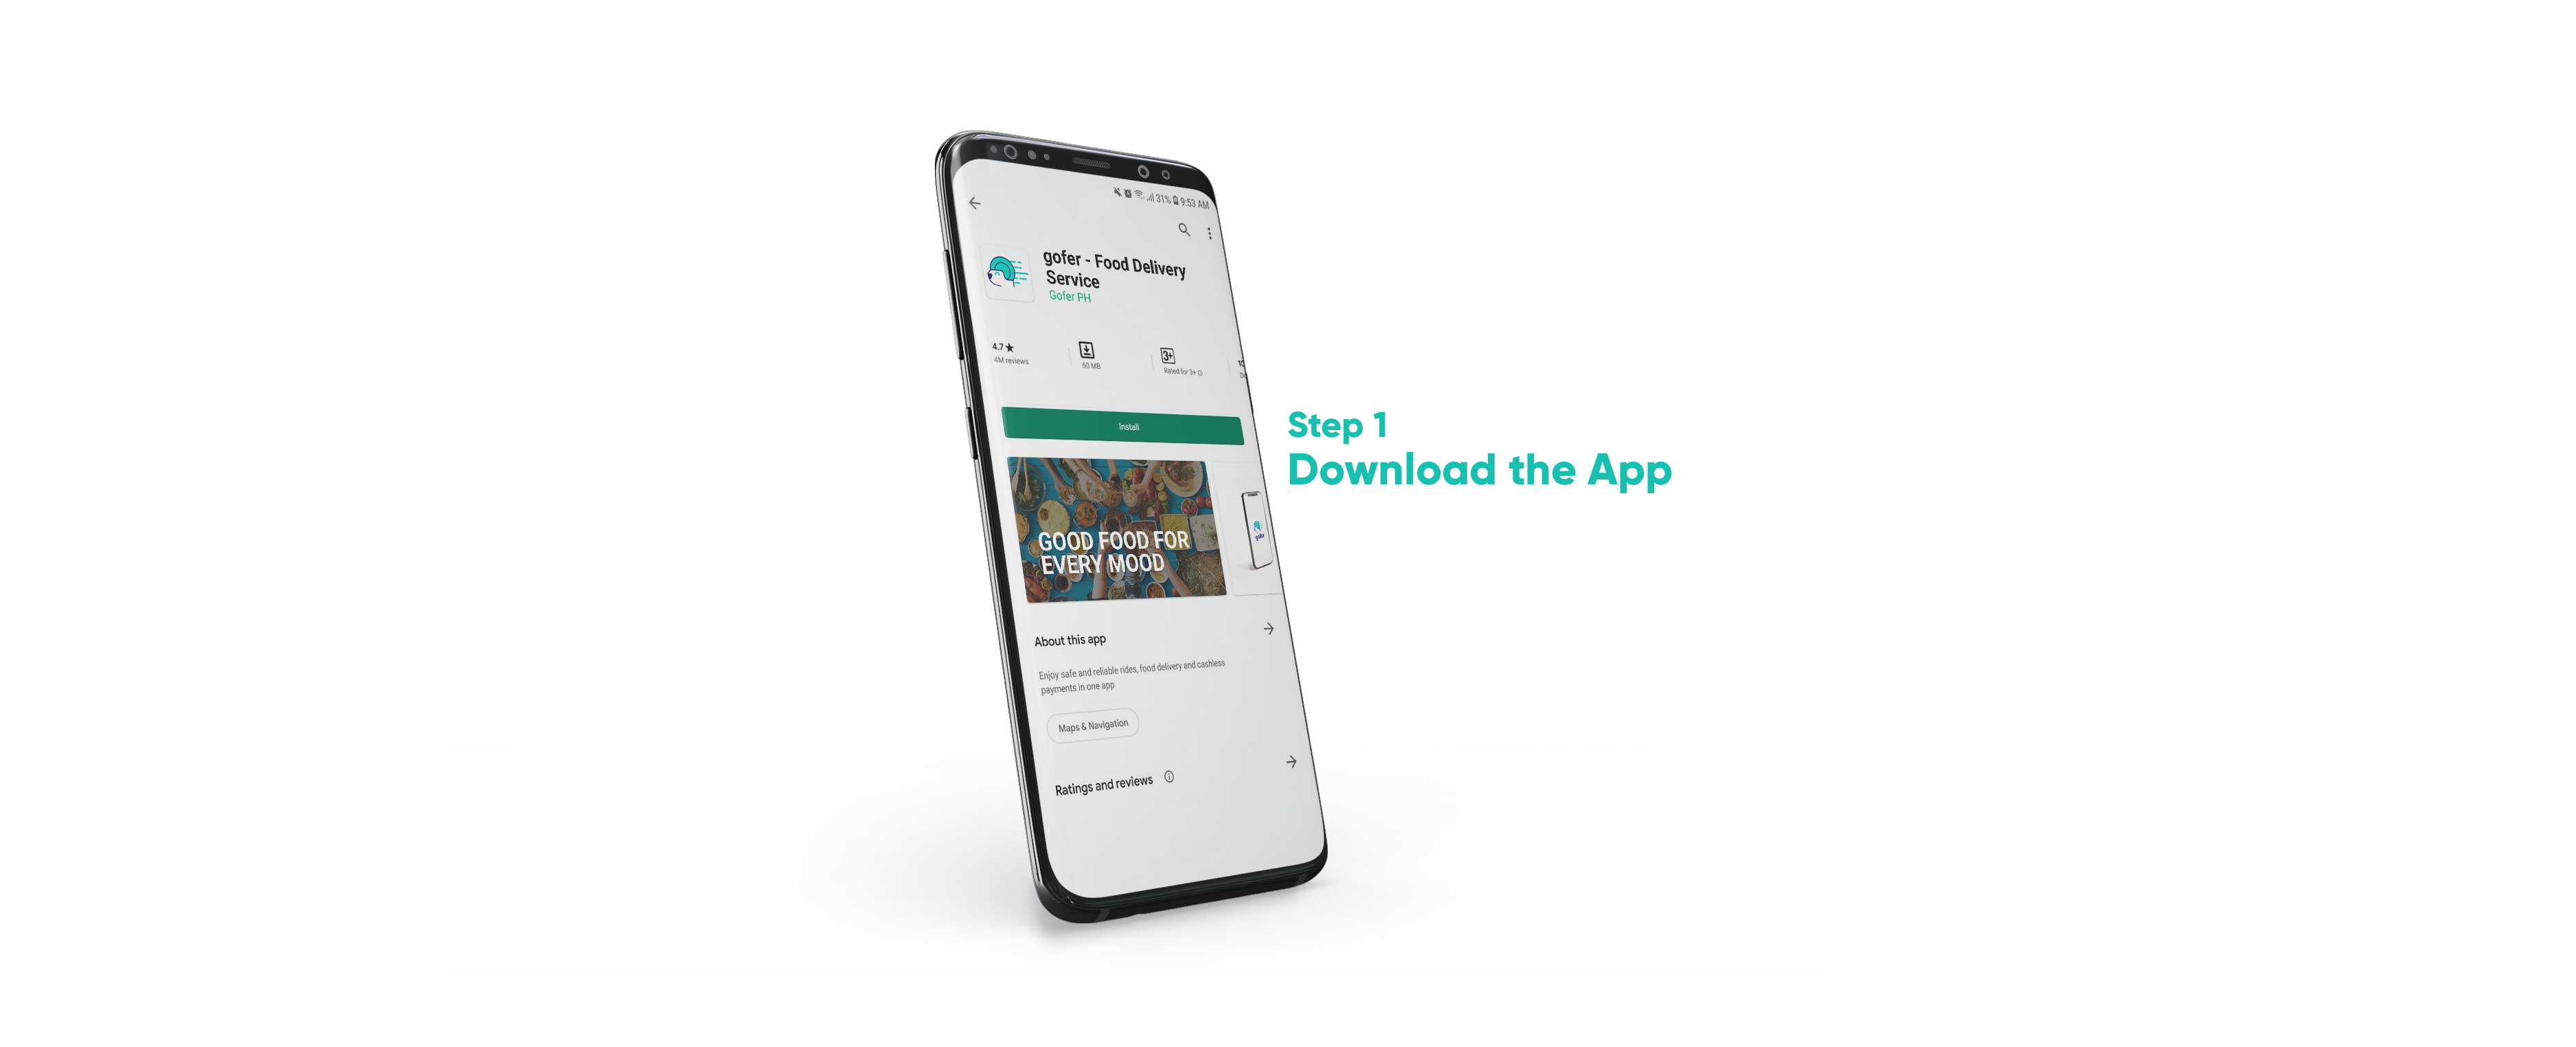 31% 9:53 AM
gofer - Food Delivery
Service
Gofer PH
4.7★
4M reviews
60 MB
3+
Rated for 3+
Install
GOOD FOOD FOR
EVERY MOOD
gofer
About this app
Enjoy safe and reliable rides, food delivery and cashless
payments in one app
Maps & Navigation
Ratings and reviews
Step 1
Download the App